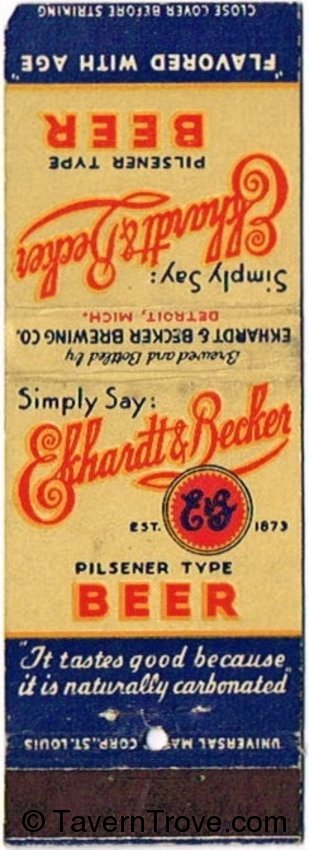 CLOSE COVER BEFORE STRIKING
"FLAVORED WITH AGE"
BEER
PILSENER TYPE
Ekhardt & Becker
Simply Say:
DETROIT, MICH.
EKHARDT & BECKER BREWING CO.
Brewed and Bottled by
Simply Say:
Ekhardt & Becker
E&B
EST. 1873
PILSENER TYPE
BEER
"It tastes good because
it is naturally carbonated"
UNIVERSAL MATCH CORP., ST. LOUIS
© TavernTrove.com